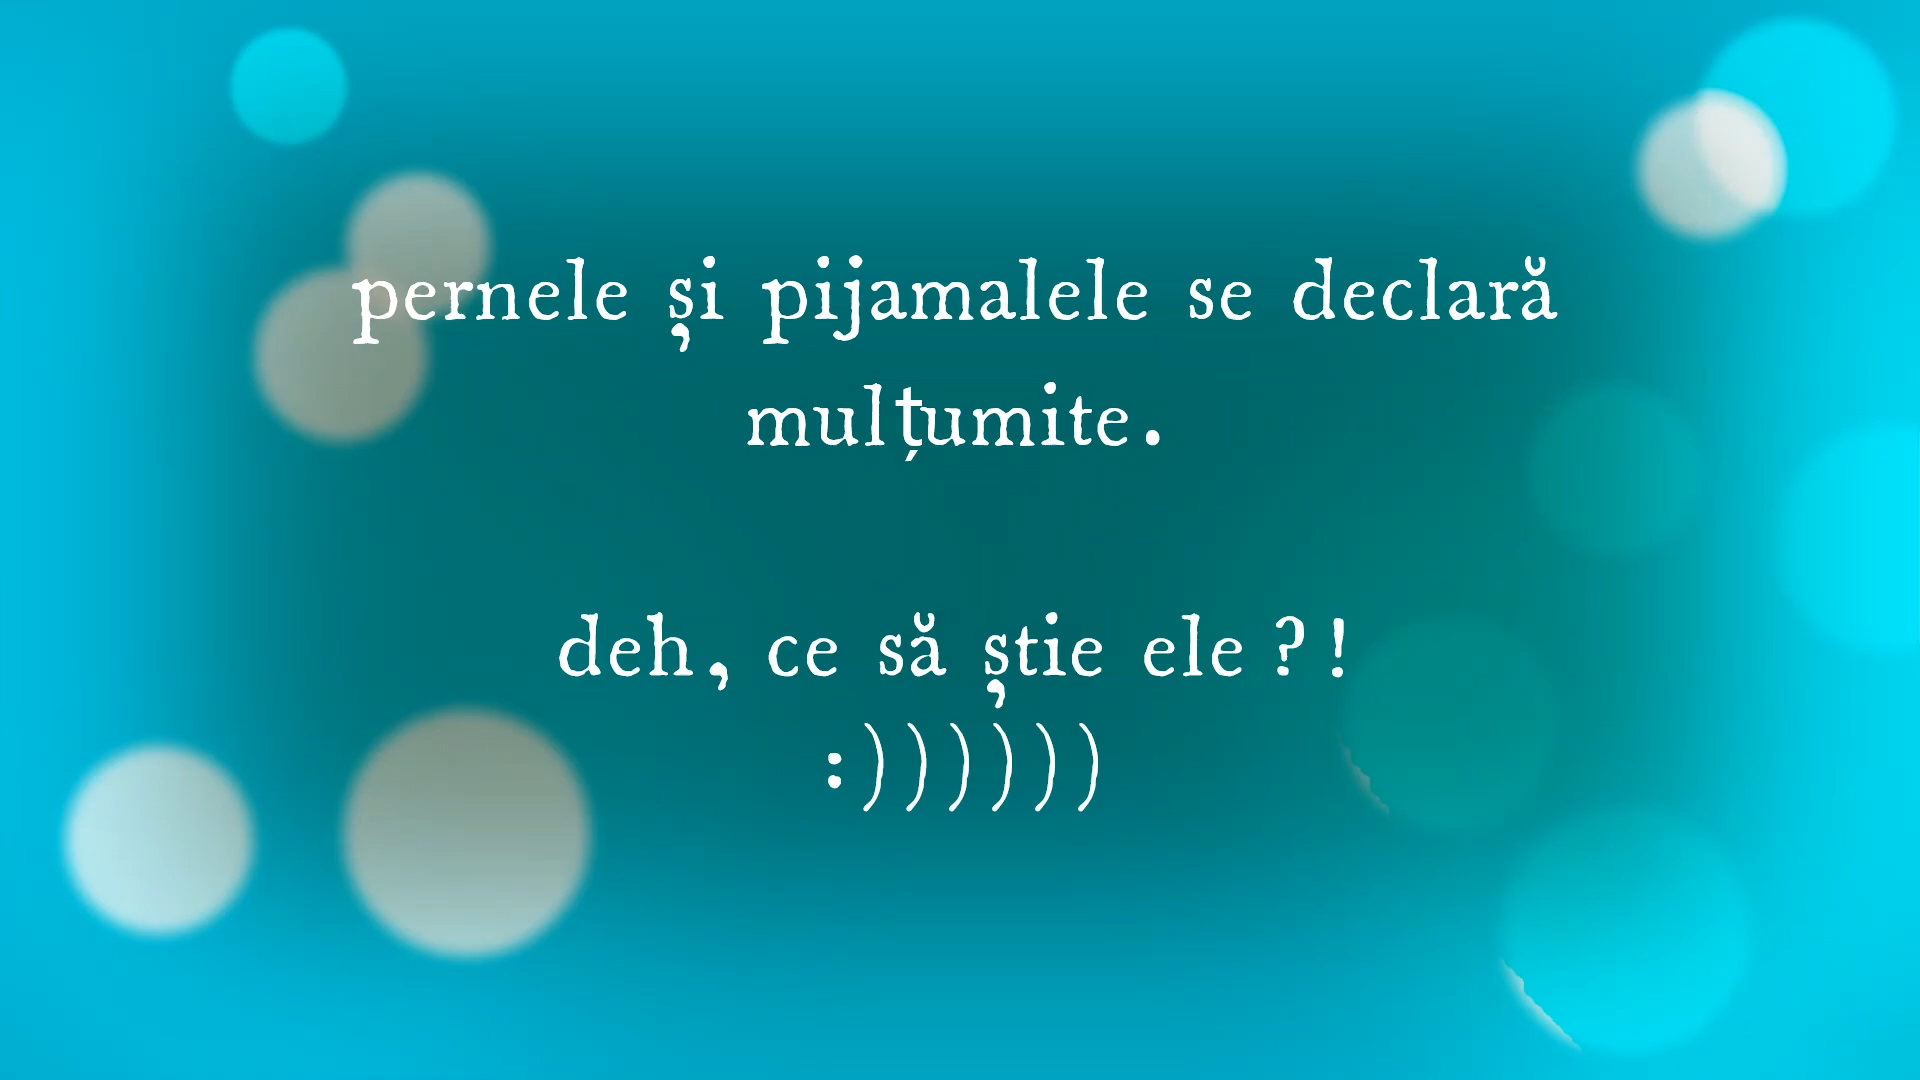 pernele și pijamalele se declară
mulțumite.
deh, ce să știe ele?!
:))))))